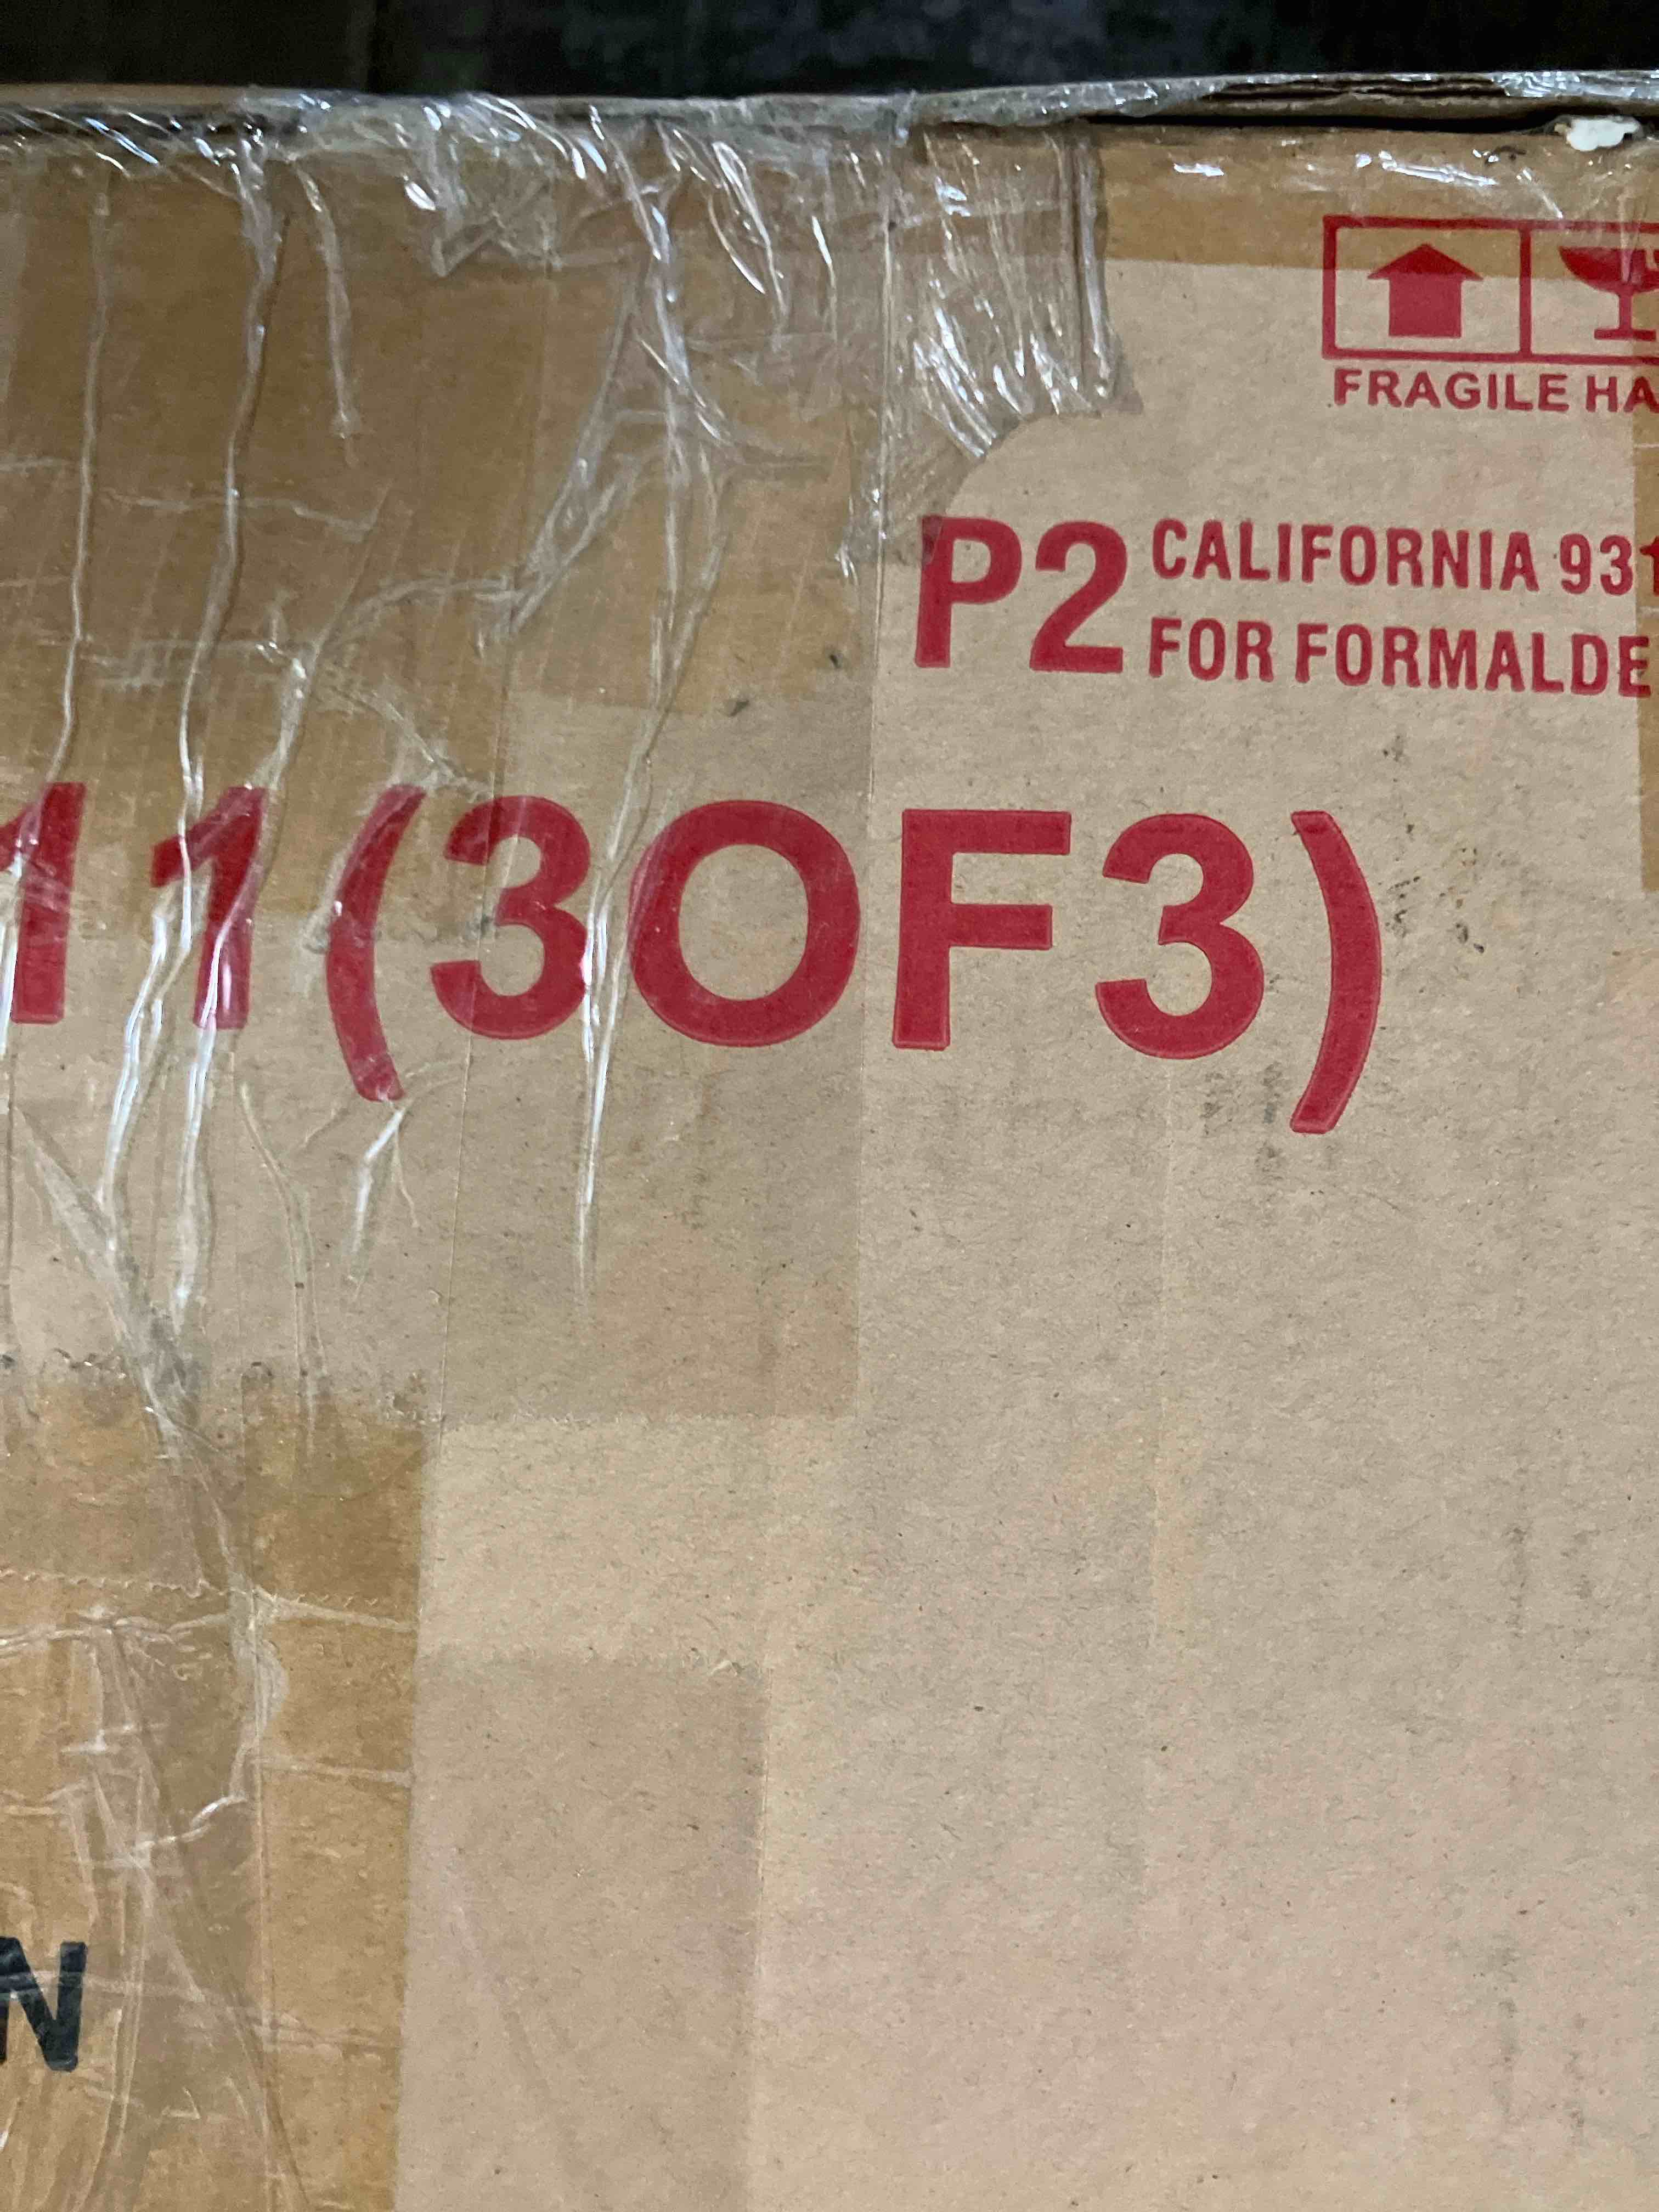 FRAGILE HA
P2 CALIFORNIA 931
FOR FORMALDE
11(3OF3)
N